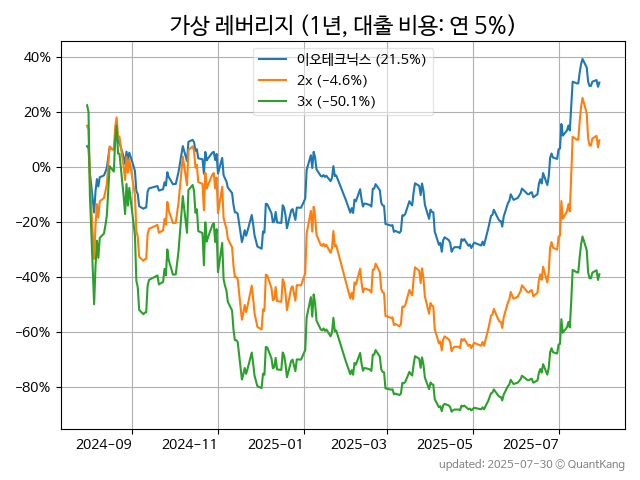 가상 레버리지 (1년, 대출 비용: 연 5%)
이오테크닉스 (21.5%)
2x (−4.6%)
3x (−50.1%)
40%
20%
0%
−20%
−40%
−60%
−80%
2024-09 2024-11 2025-01 2025-03 2025-05 2025-07
updated: 2025-07-30 © QuantKang